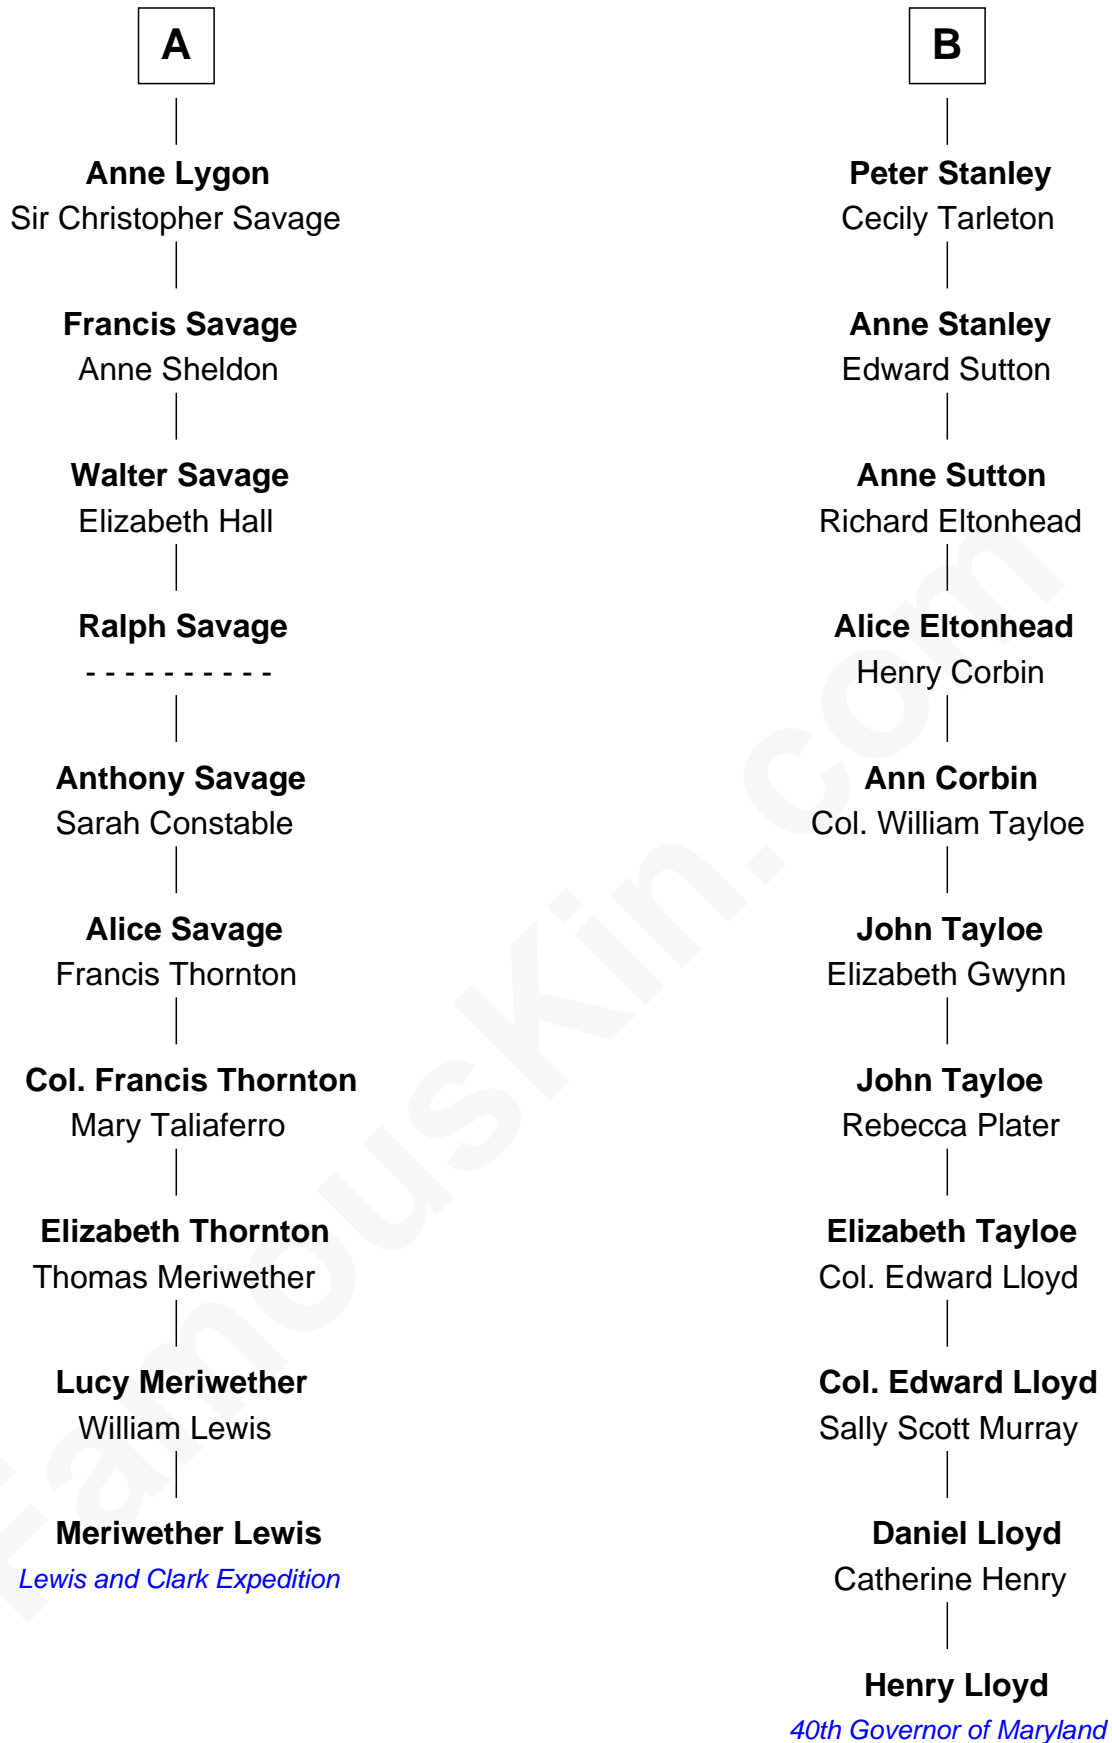 A
Anne Lygon
Sir Christopher Savage
Francis Savage
Anne Sheldon
Walter Savage
Elizabeth Hall
Ralph Savage
- - - - - - - - - -
Anthony Savage
Sarah Constable
Alice Savage
Francis Thornton
Col. Francis Thornton
Mary Taliaferro
Elizabeth Thornton
Thomas Meriwether
Lucy Meriwether
William Lewis
Meriwether Lewis
Lewis and Clark Expedition
B
Peter Stanley
Cecily Tarleton
Anne Stanley
Edward Sutton
Anne Sutton
Richard Eltonhead
Alice Eltonhead
Henry Corbin
Ann Corbin
Col. William Tayloe
John Tayloe
Elizabeth Gwynn
John Tayloe
Rebecca Plater
Elizabeth Tayloe
Col. Edward Lloyd
Col. Edward Lloyd
Sally Scott Murray
Daniel Lloyd
Catherine Henry
Henry Lloyd
40th Governor of Maryland
FamousKin.com